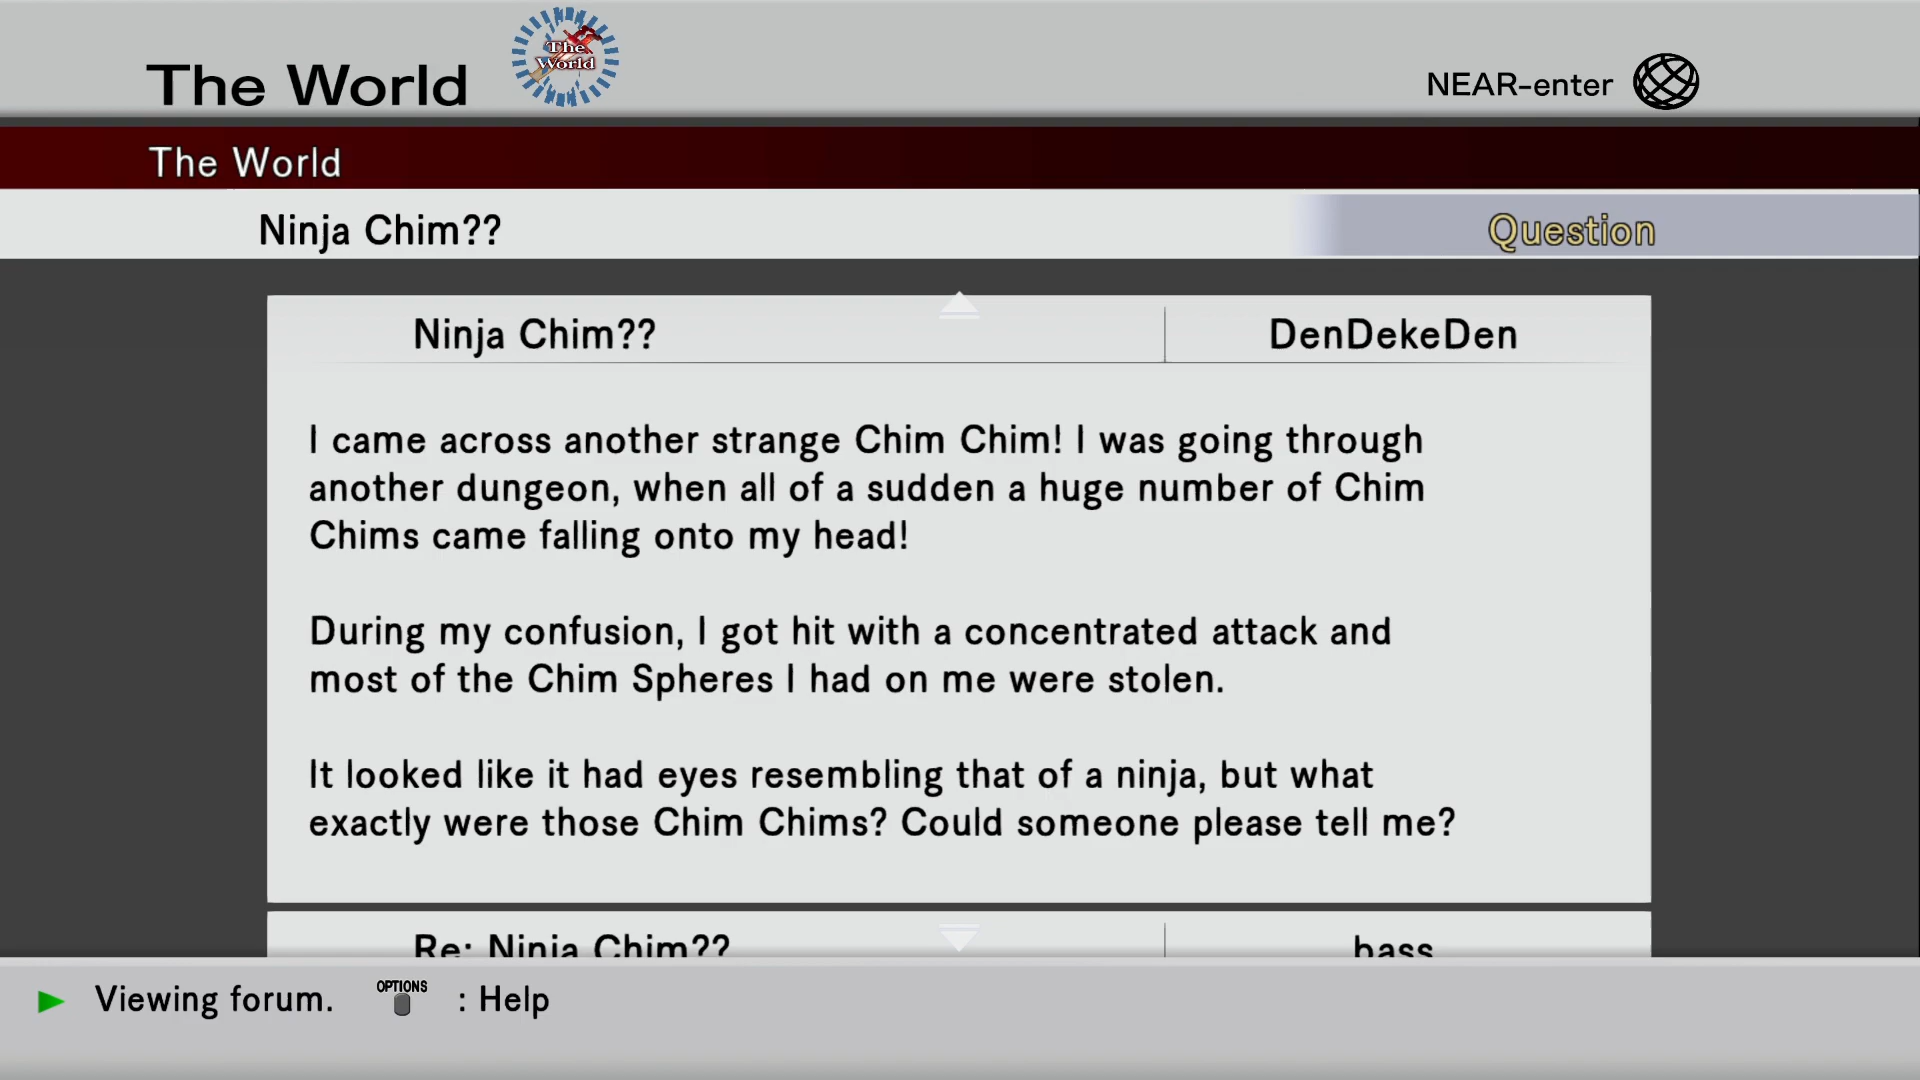 The World
The
World
NEAR-enter
The World
Ninja Chim??
Question
Ninja Chim??
DenDekeDen
I came across another strange Chim Chim! I was going through
another dungeon, when all of a sudden a huge number of Chim
Chims came falling onto my head!
During my confusion, I got hit with a concentrated attack and
most of the Chim Spheres I had on me were stolen.
It looked like it had eyes resembling that of a ninja, but what
exactly were those Chim Chims? Could someone please tell me?
Re: Ninja Chim??
bass
Viewing forum.
OPTIONS
: Help